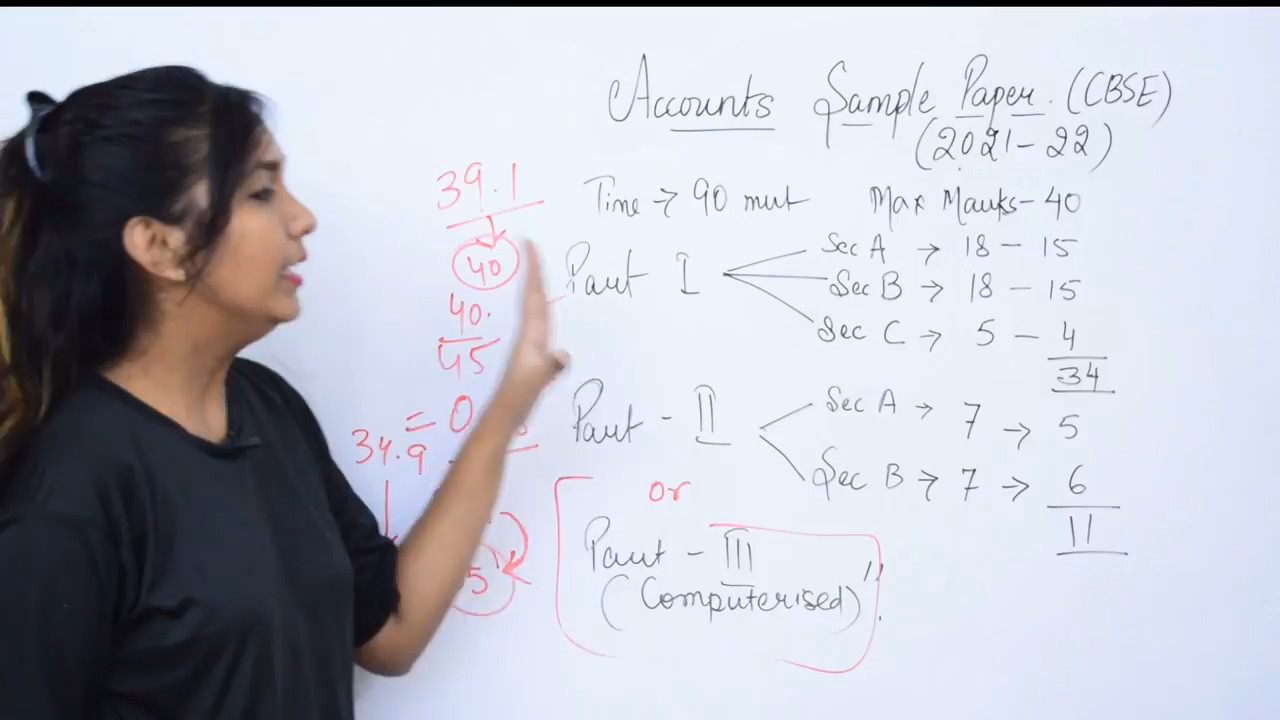 Accounts Sample Paper. (CBSE)
(2021-22)
Time → 90 mut Max Marks - 40
Part I
Sec A → 18 - 15
Sec B → 18 - 15
Sec C → 5 - 4
34
Part - II
Sec A → 7 → 5
Sec B → 7 → 6
11
or
Part - III
(Computerised)
39.1
40
40.
45
= 0
34.9
5